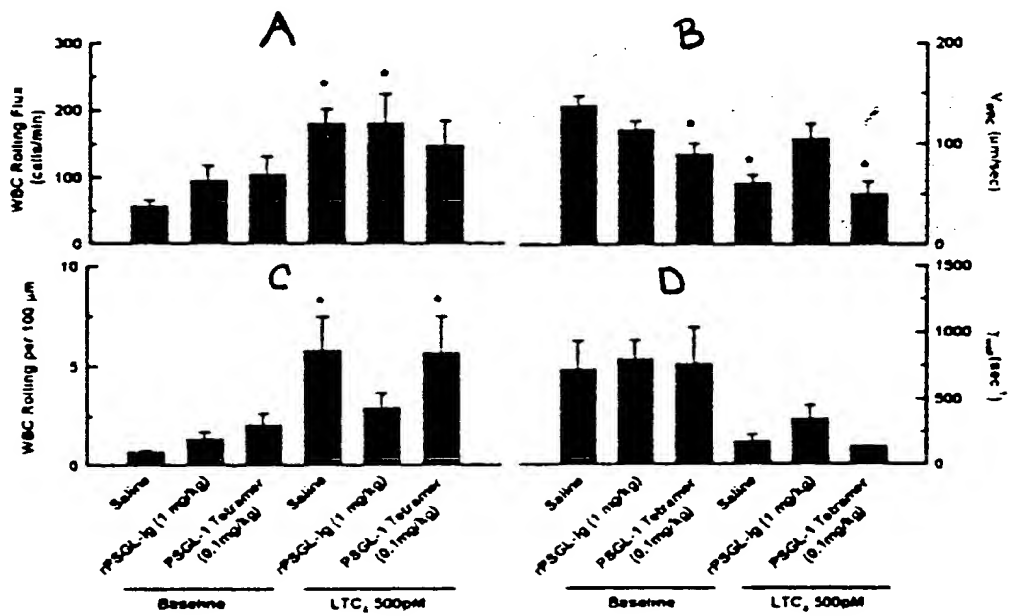 A
B
300
200
100
0
WBC Rolling Flux
(cells/min)
200
100
0
(μm/sec)
C
D
10
5
0
WBC Rolling per 100 μm
1500
1000
500
0
Saline
rPSGL-Ig (1 mg/kg)
PSGL-1 Tetramer
(0.1mg/kg)
Saline
rPSGL-Ig (1 mg/kg)
PSGL-1 Tetramer
(0.1mg/kg)
Saline
rPSGL-Ig (1 mg/kg)
PSGL-1 Tetramer
(0.1mg/kg)
Saline
rPSGL-Ig (1 mg/kg)
PSGL-1 Tetramer
(0.1mg/kg)
Baseline
LTC₄ 500pM
Baseline
LTC₄ 500pM